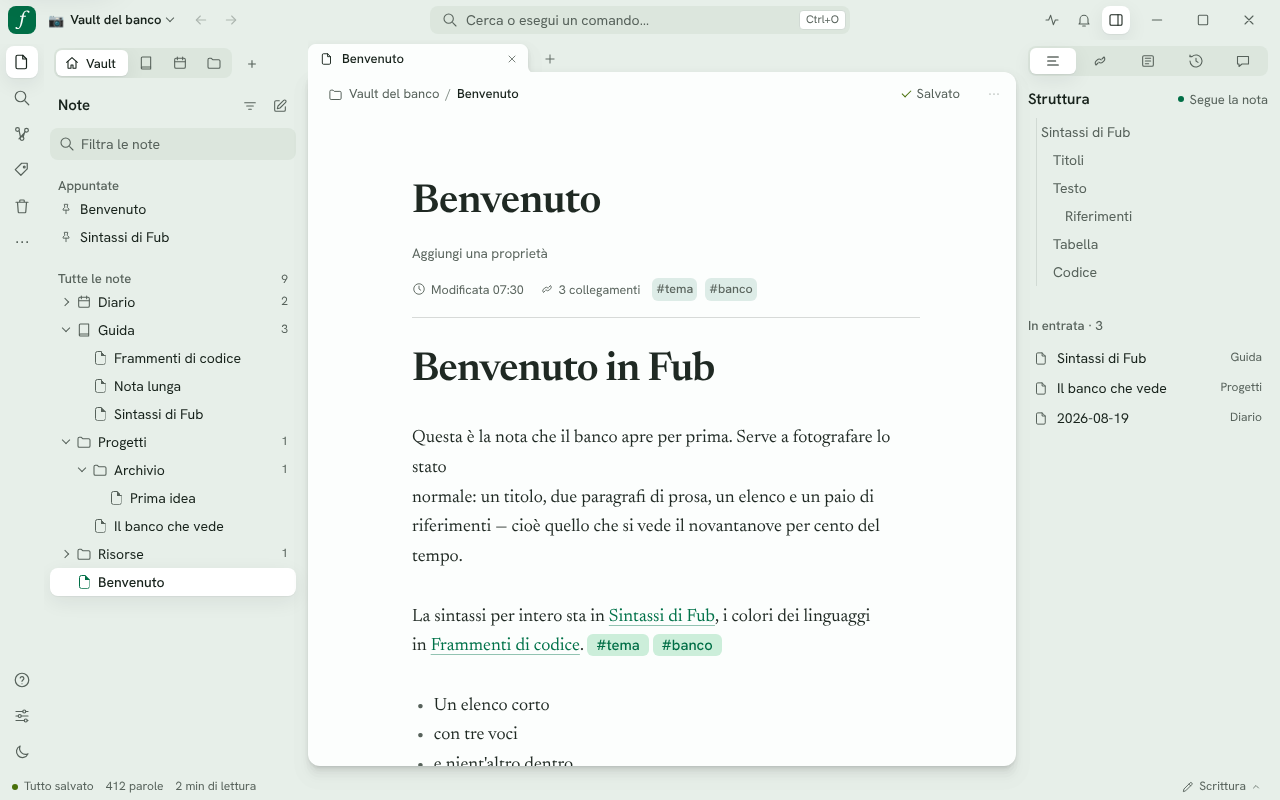 f
Vault del banco
Cerca o esegui un comando...
Ctrl+O
Vault
Note
Filtra le note
Appuntate
Benvenuto
Sintassi di Fub
Tutte le note 9
Diario 2
Guida 3
Frammenti di codice
Nota lunga
Sintassi di Fub
Progetti 1
Archivio 1
Prima idea
Il banco che vede
Risorse 1
Benvenuto
Benvenuto
Vault del banco / Benvenuto
Salvato
Benvenuto
Aggiungi una proprietà
Modificata 07:30 3 collegamenti #tema #banco
Benvenuto in Fub
Questa è la nota che il banco apre per prima. Serve a fotografare lo
stato
normale: un titolo, due paragrafi di prosa, un elenco e un paio di
riferimenti — cioè quello che si vede il novantanove per cento del
tempo.
La sintassi per intero sta in Sintassi di Fub, i colori dei linguaggi
in Frammenti di codice. #tema #banco
• Un elenco corto
• con tre voci
• e nient'altro dentro
Struttura
Segue la nota
Sintassi di Fub
Titoli
Testo
Riferimenti
Tabella
Codice
In entrata · 3
Sintassi di Fub Guida
Il banco che vede Progetti
2026-08-19 Diario
Tutto salvato 412 parole 2 min di lettura
Scrittura